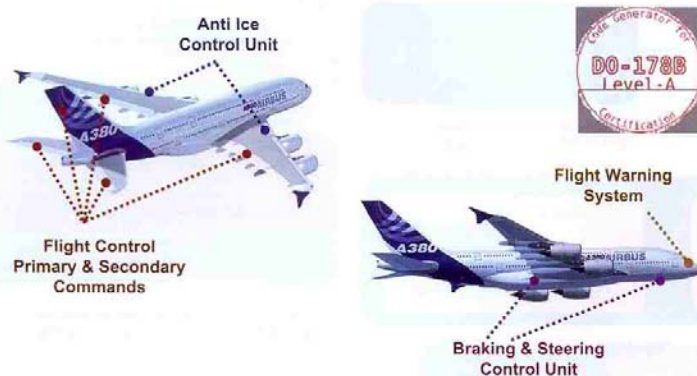 Anti Ice
Control Unit
Code Generator for
DO-178B
Level-A
Certification
A380
AIRBUS
Flight Control
Primary & Secondary
Commands
Flight Warning
System
A380
AIRBUS
Braking & Steering
Control Unit